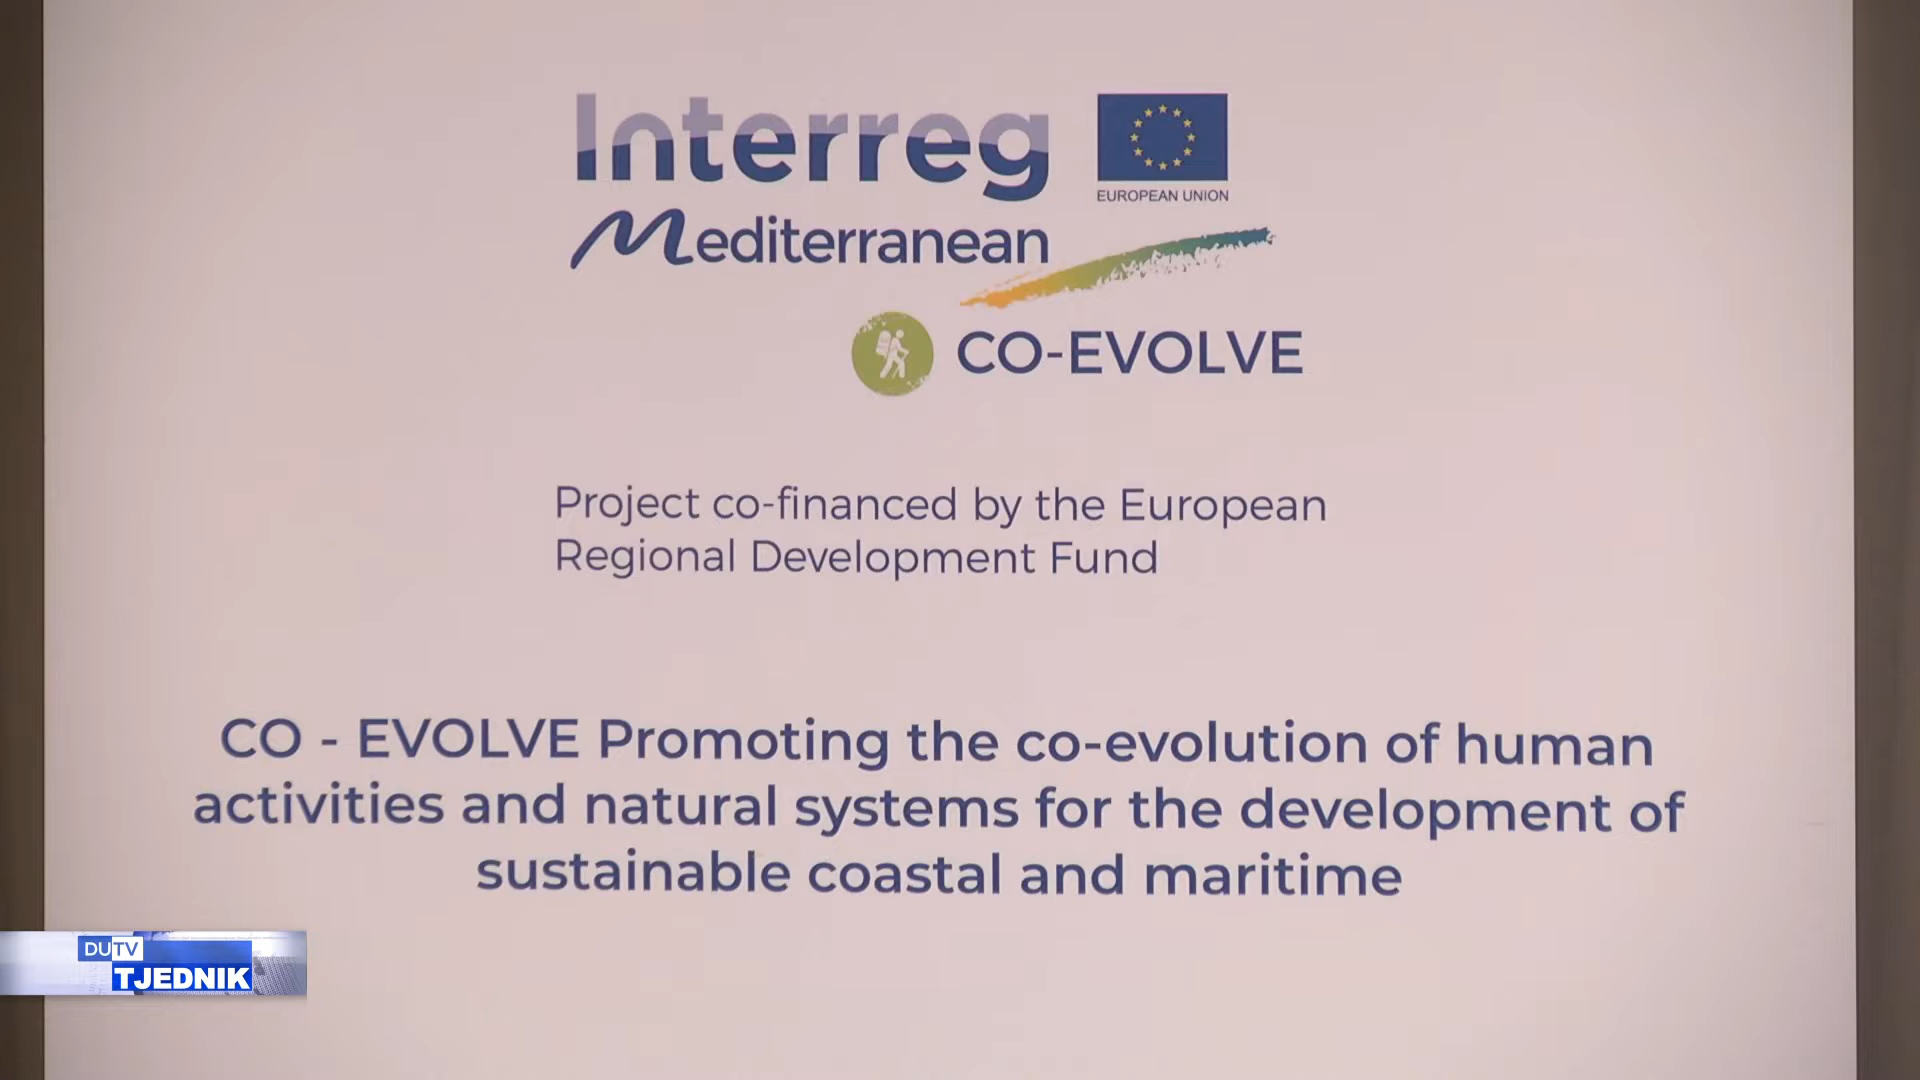 Interreg
EUROPEAN UNION
Mediterranean
CO-EVOLVE
Project co-financed by the European
Regional Development Fund
CO - EVOLVE Promoting the co-evolution of human
activities and natural systems for the development of
sustainable coastal and maritime
DUTV
TJEDNIK